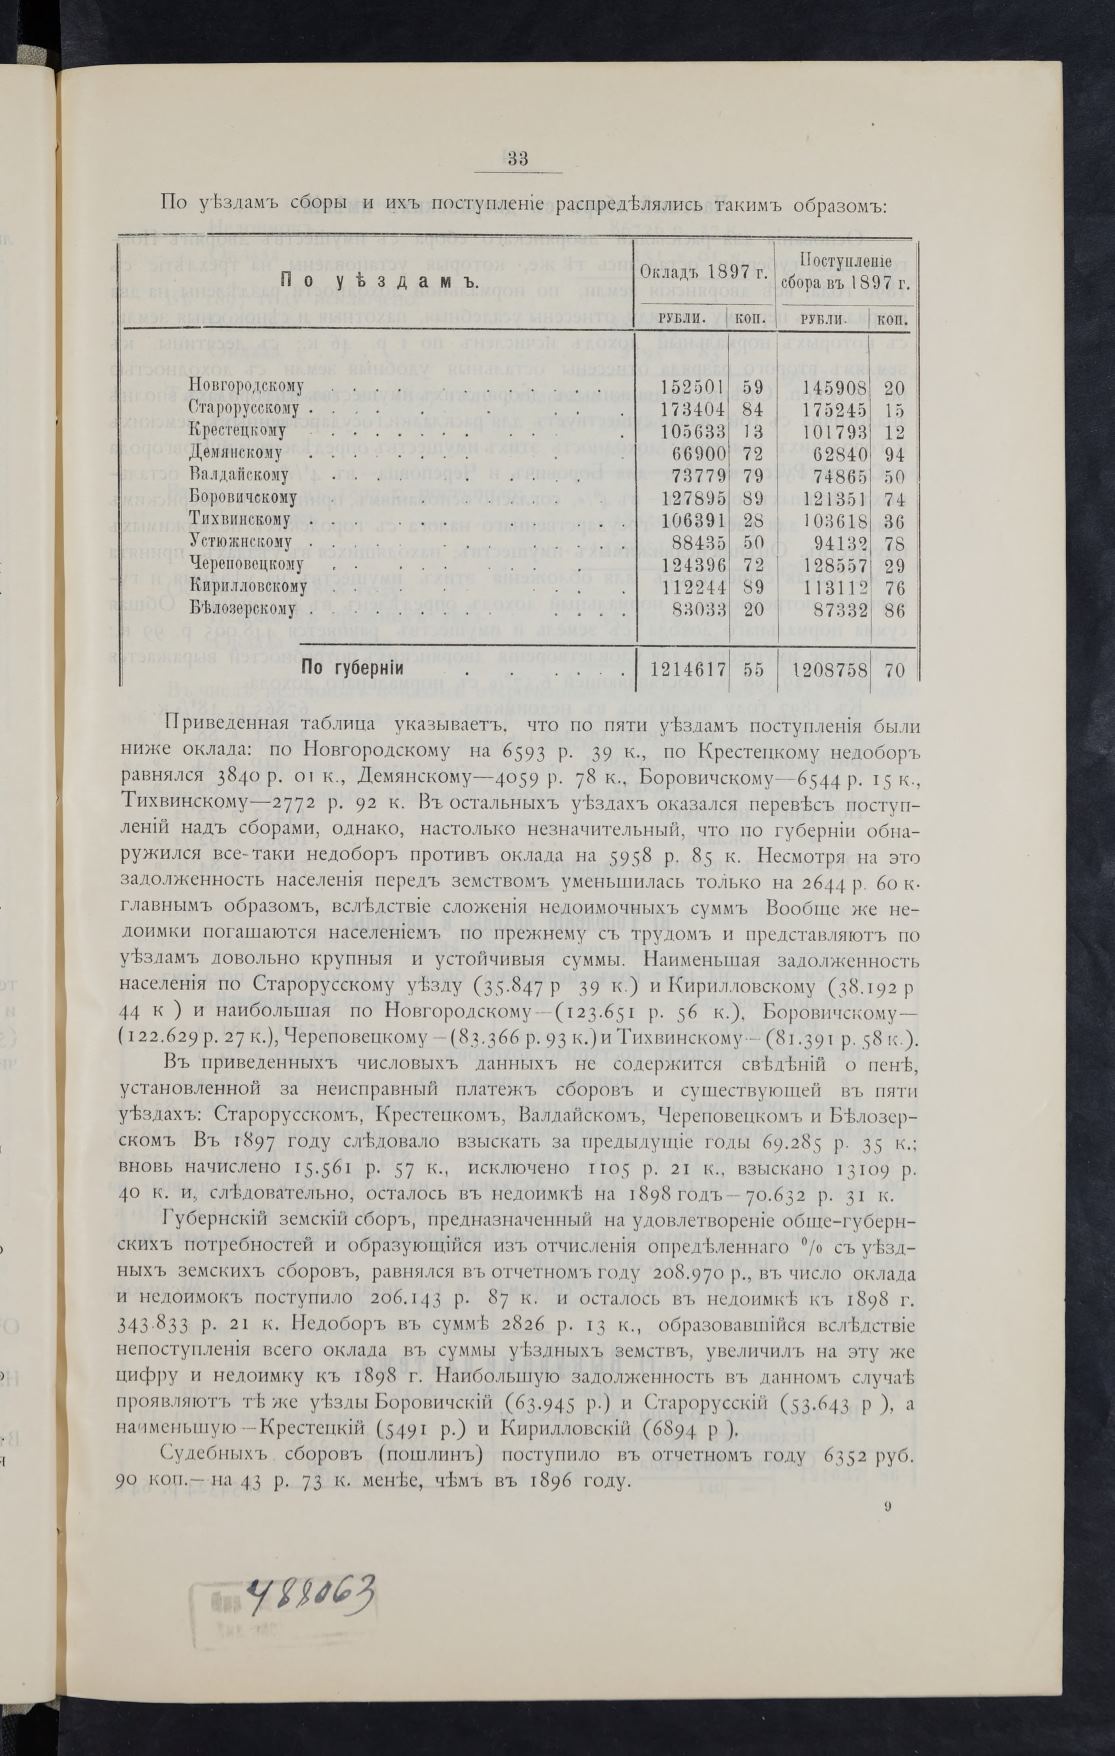 33
По уѣздамъ сборы и ихъ поступленіе распредѣлялись такимъ образомъ:
По уѣздамъ. Окладъ 1897 г. Поступленіе сбора въ 1897 г.
РУБЛИ. КОП. РУБЛИ. КОП.
Новгородскому . . . . . . . . . . . 152501 59 145908 20
Старорусскому . . . . . . . . . . 173404 84 175245 15
Крестецкому . . . . . . . . . . . 105633 13 101793 12
Демянскому . . . . . . . . . . . 66900 72 62840 94
Валдайскому . . . . . . . . 73779 79 74865 50
Боровичскому . . . . . . . . . 127895 89 121351 74
Тихвинскому . . . . . . . . . 106391 28 103618 36
Устюжнскому . . . . . . . . . . . 88435 50 94132 78
Череповецкому . . . . . . . . . 124396 72 128557 29
Кирилловскому . . . . . . . . . . 112244 89 113112 76
Бѣлозерскому . . . . . . . . . . . 83033 20 87332 86
По губерніи . . . . . . 1214617 55 1208758 70
Приведенная таблица указываетъ, что по пяти уѣздамъ поступленія были
ниже оклада: по Новгородскому на 6593 р. 39 к., по Крестецкому недоборъ
равнялся 3840 р. 01 к., Демянскому—4059 р. 78 к., Боровичскому—6544 р. 15 к.,
Тихвинскому—2772 р. 92 к. Въ остальныхъ уѣздахъ оказался перевѣсъ поступ-
леній надъ сборами, однако, настолько незначительный, что по губерніи обна-
ружился все-таки недоборъ противъ оклада на 5958 р. 85 к. Несмотря на это
задолженность населенія передъ земствомъ уменьшилась только на 2644 р. 60 к.
главнымъ образомъ, вслѣдствіе сложенія недоимочныхъ суммъ Вообще же не-
доимки погашаются населеніемъ по прежнему съ трудомъ и представляютъ по
уѣздамъ довольно крупныя и устойчивыя суммы. Наименьшая задолженность
населенія по Старорусскому уѣзду (35.847 р 39 к.) и Кирилловскому (38.192 р
44 к ) и наибольшая по Новгородскому—(123.651 р. 56 к.), Боровичскому—
(122.629 р. 27 к.), Череповецкому—(83.366 р. 93 к.) и Тихвинскому—(81.391 р. 58 к.).
Въ приведенныхъ числовыхъ данныхъ не содержится свѣдѣній о пенѣ,
установленной за неисправный платежъ сборовъ и существующей въ пяти
уѣздахъ: Старорусскомъ, Крестецкомъ, Валдайскомъ, Череповецкомъ и Бѣлозер-
скомъ Въ 1897 году слѣдовало взыскать за предыдущіе годы 69.285 р. 35 к.;
вновь начислено 15.561 р. 57 к., исключено 1105 р. 21 к., взыскано 13109 р.
40 к. и, слѣдовательно, осталось въ недоимкѣ на 1898 годъ—70.632 р. 31 к.
Губернскій земскій сборъ, предназначенный на удовлетвореніе обще-губерн-
скихъ потребностей и образующійся изъ отчисленія опредѣленнаго % съ уѣзд-
ныхъ земскихъ сборовъ, равнялся въ отчетномъ году 208.970 р., въ число оклада
и недоимокъ поступило 206.143 р. 87 к. и осталось въ недоимкѣ къ 1898 г.
343.833 р. 21 к. Недоборъ въ суммѣ 2826 р. 13 к., образовавшійся вслѣдствіе
непоступленія всего оклада въ суммы уѣздныхъ земствъ, увеличилъ на эту же
цифру и недоимку къ 1898 г. Наибольшую задолженность въ данномъ случаѣ
проявляютъ тѣ же уѣзды Боровичскій (63.945 р.) и Старорусскій (53.643 р ), а
наименьшую—Крестецкій (5491 р.) и Кирилловскій (6894 р ).
Судебныхъ сборовъ (пошлинъ) поступило въ отчетномъ году 6352 руб.
90 коп.—на 43 р. 73 к. менѣе, чѣмъ въ 1896 году.
9
488063